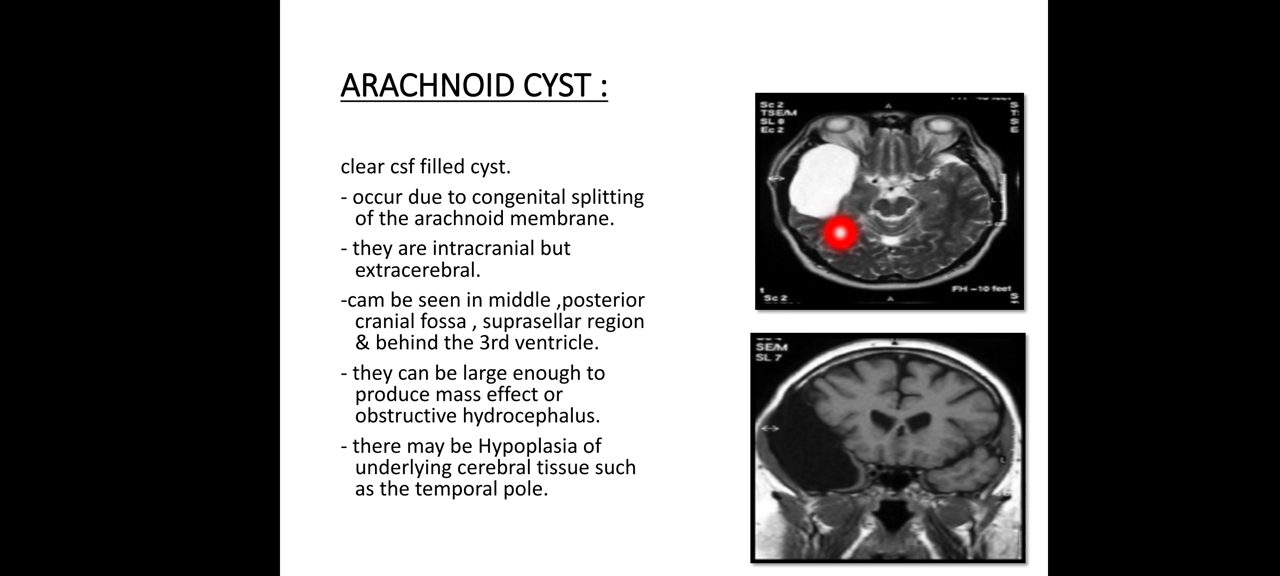 ARACHNOID CYST :
clear csf filled cyst.
- occur due to congenital splitting
of the arachnoid membrane.
- they are intracranial but
extracerebral.
-cam be seen in middle ,posterior
cranial fossa , suprasellar region
& behind the 3rd ventricle.
- they can be large enough to
produce mass effect or
obstructive hydrocephalus.
- there may be Hypoplasia of
underlying cerebral tissue such
as the temporal pole.
Sc 2
TSE/M
SL 8
Ec 2
A
FH -10 feet
Sc 2
A
SE/M
SL 7
L